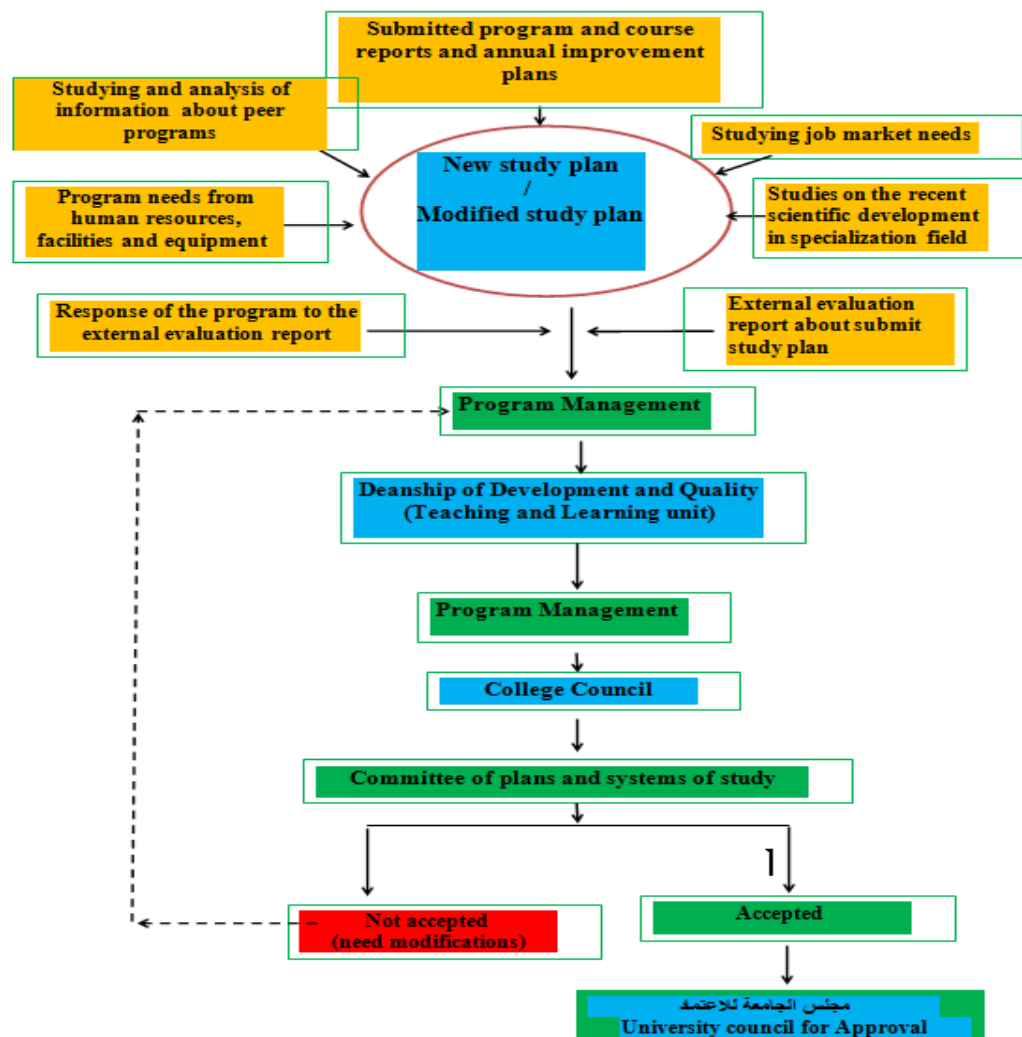 Submitted program and course
reports and annual improvement
plans
Studying and analysis of
information about peer
programs
Studying job market needs
New study plan
/
Modified study plan
Program needs from
human resources,
facilities and equipment
Studies on the recent
scientific development
in specialization field
Response of the program to the
external evaluation report
External evaluation
report about submit
study plan
Program Management
Deanship of Development and Quality
(Teaching and Learning unit)
Program Management
College Council
Committee of plans and systems of study
1
Not accepted
(need modifications)
Accepted
مجلس الجامعة للاعتماد
University council for Approval